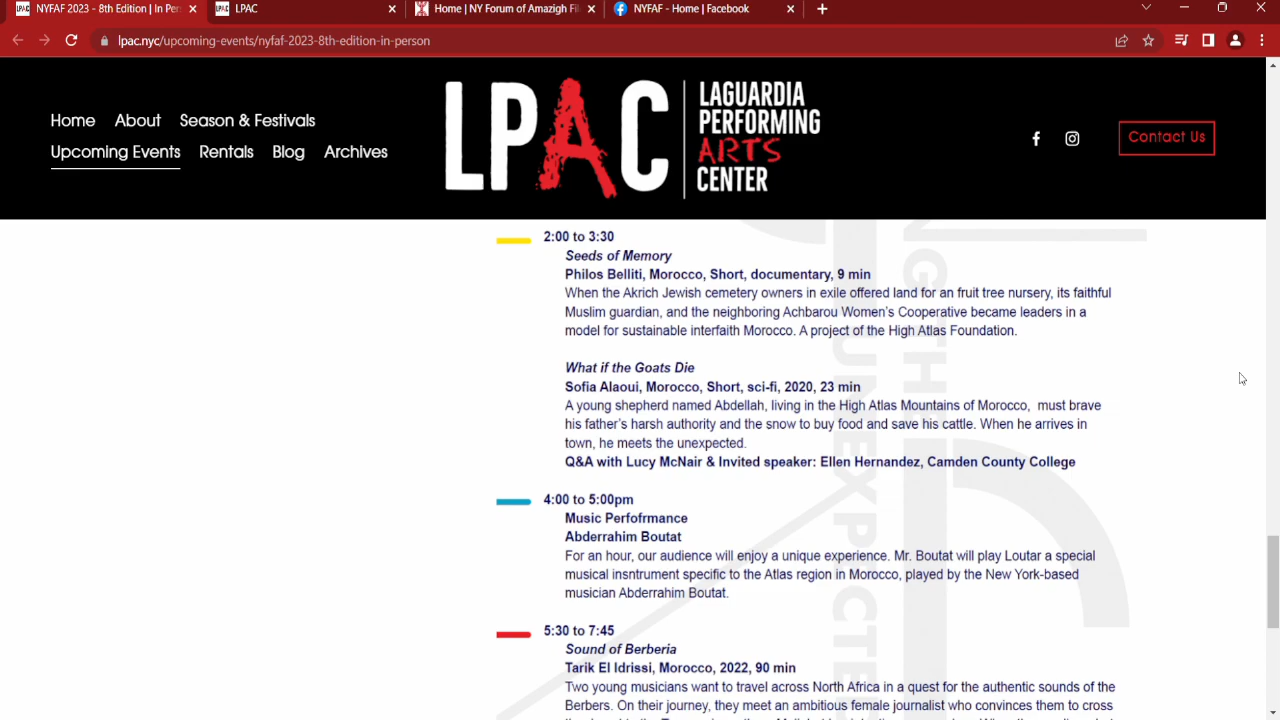 NYFAF 2023 - 8th Edition | In Pers
LPAC
Home | NY Forum of Amazigh Fil
NYFAF - Home | Facebook
lpac.nyc/upcoming-events/nyfaf-2023-8th-edition-in-person
Home About Season & Festivals
Upcoming Events Rentals Blog Archives
LPAC
LAGUARDIA
PERFORMING
ARTS
CENTER
Contact Us
2:00 to 3:30
Seeds of Memory
Philos Belliti, Morocco, Short, documentary, 9 min
When the Akrich Jewish cemetery owners in exile offered land for an fruit tree nursery, its faithful
Muslim guardian, and the neighboring Achbarou Women's Cooperative became leaders in a
model for sustainable interfaith Morocco. A project of the High Atlas Foundation.
What if the Goats Die
Sofia Alaoui, Morocco, Short, sci-fi, 2020, 23 min
A young shepherd named Abdellah, living in the High Atlas Mountains of Morocco, must brave
his father's harsh authority and the snow to buy food and save his cattle. When he arrives in
town, he meets the unexpected.
Q&A with Lucy McNair & Invited speaker: Ellen Hernandez, Camden County College
4:00 to 5:00pm
Music Perfofrmance
Abderrahim Boutat
For an hour, our audience will enjoy a unique experience. Mr. Boutat will play Loutar a special
musical insntrument specific to the Atlas region in Morocco, played by the New York-based
musician Abderrahim Boutat.
5:30 to 7:45
Sound of Berberia
Tarik El Idrissi, Morocco, 2022, 90 min
Two young musicians want to travel across North Africa in a quest for the authentic sounds of the
Berbers. On their journey, they meet an ambitious female journalist who convinces them to cross